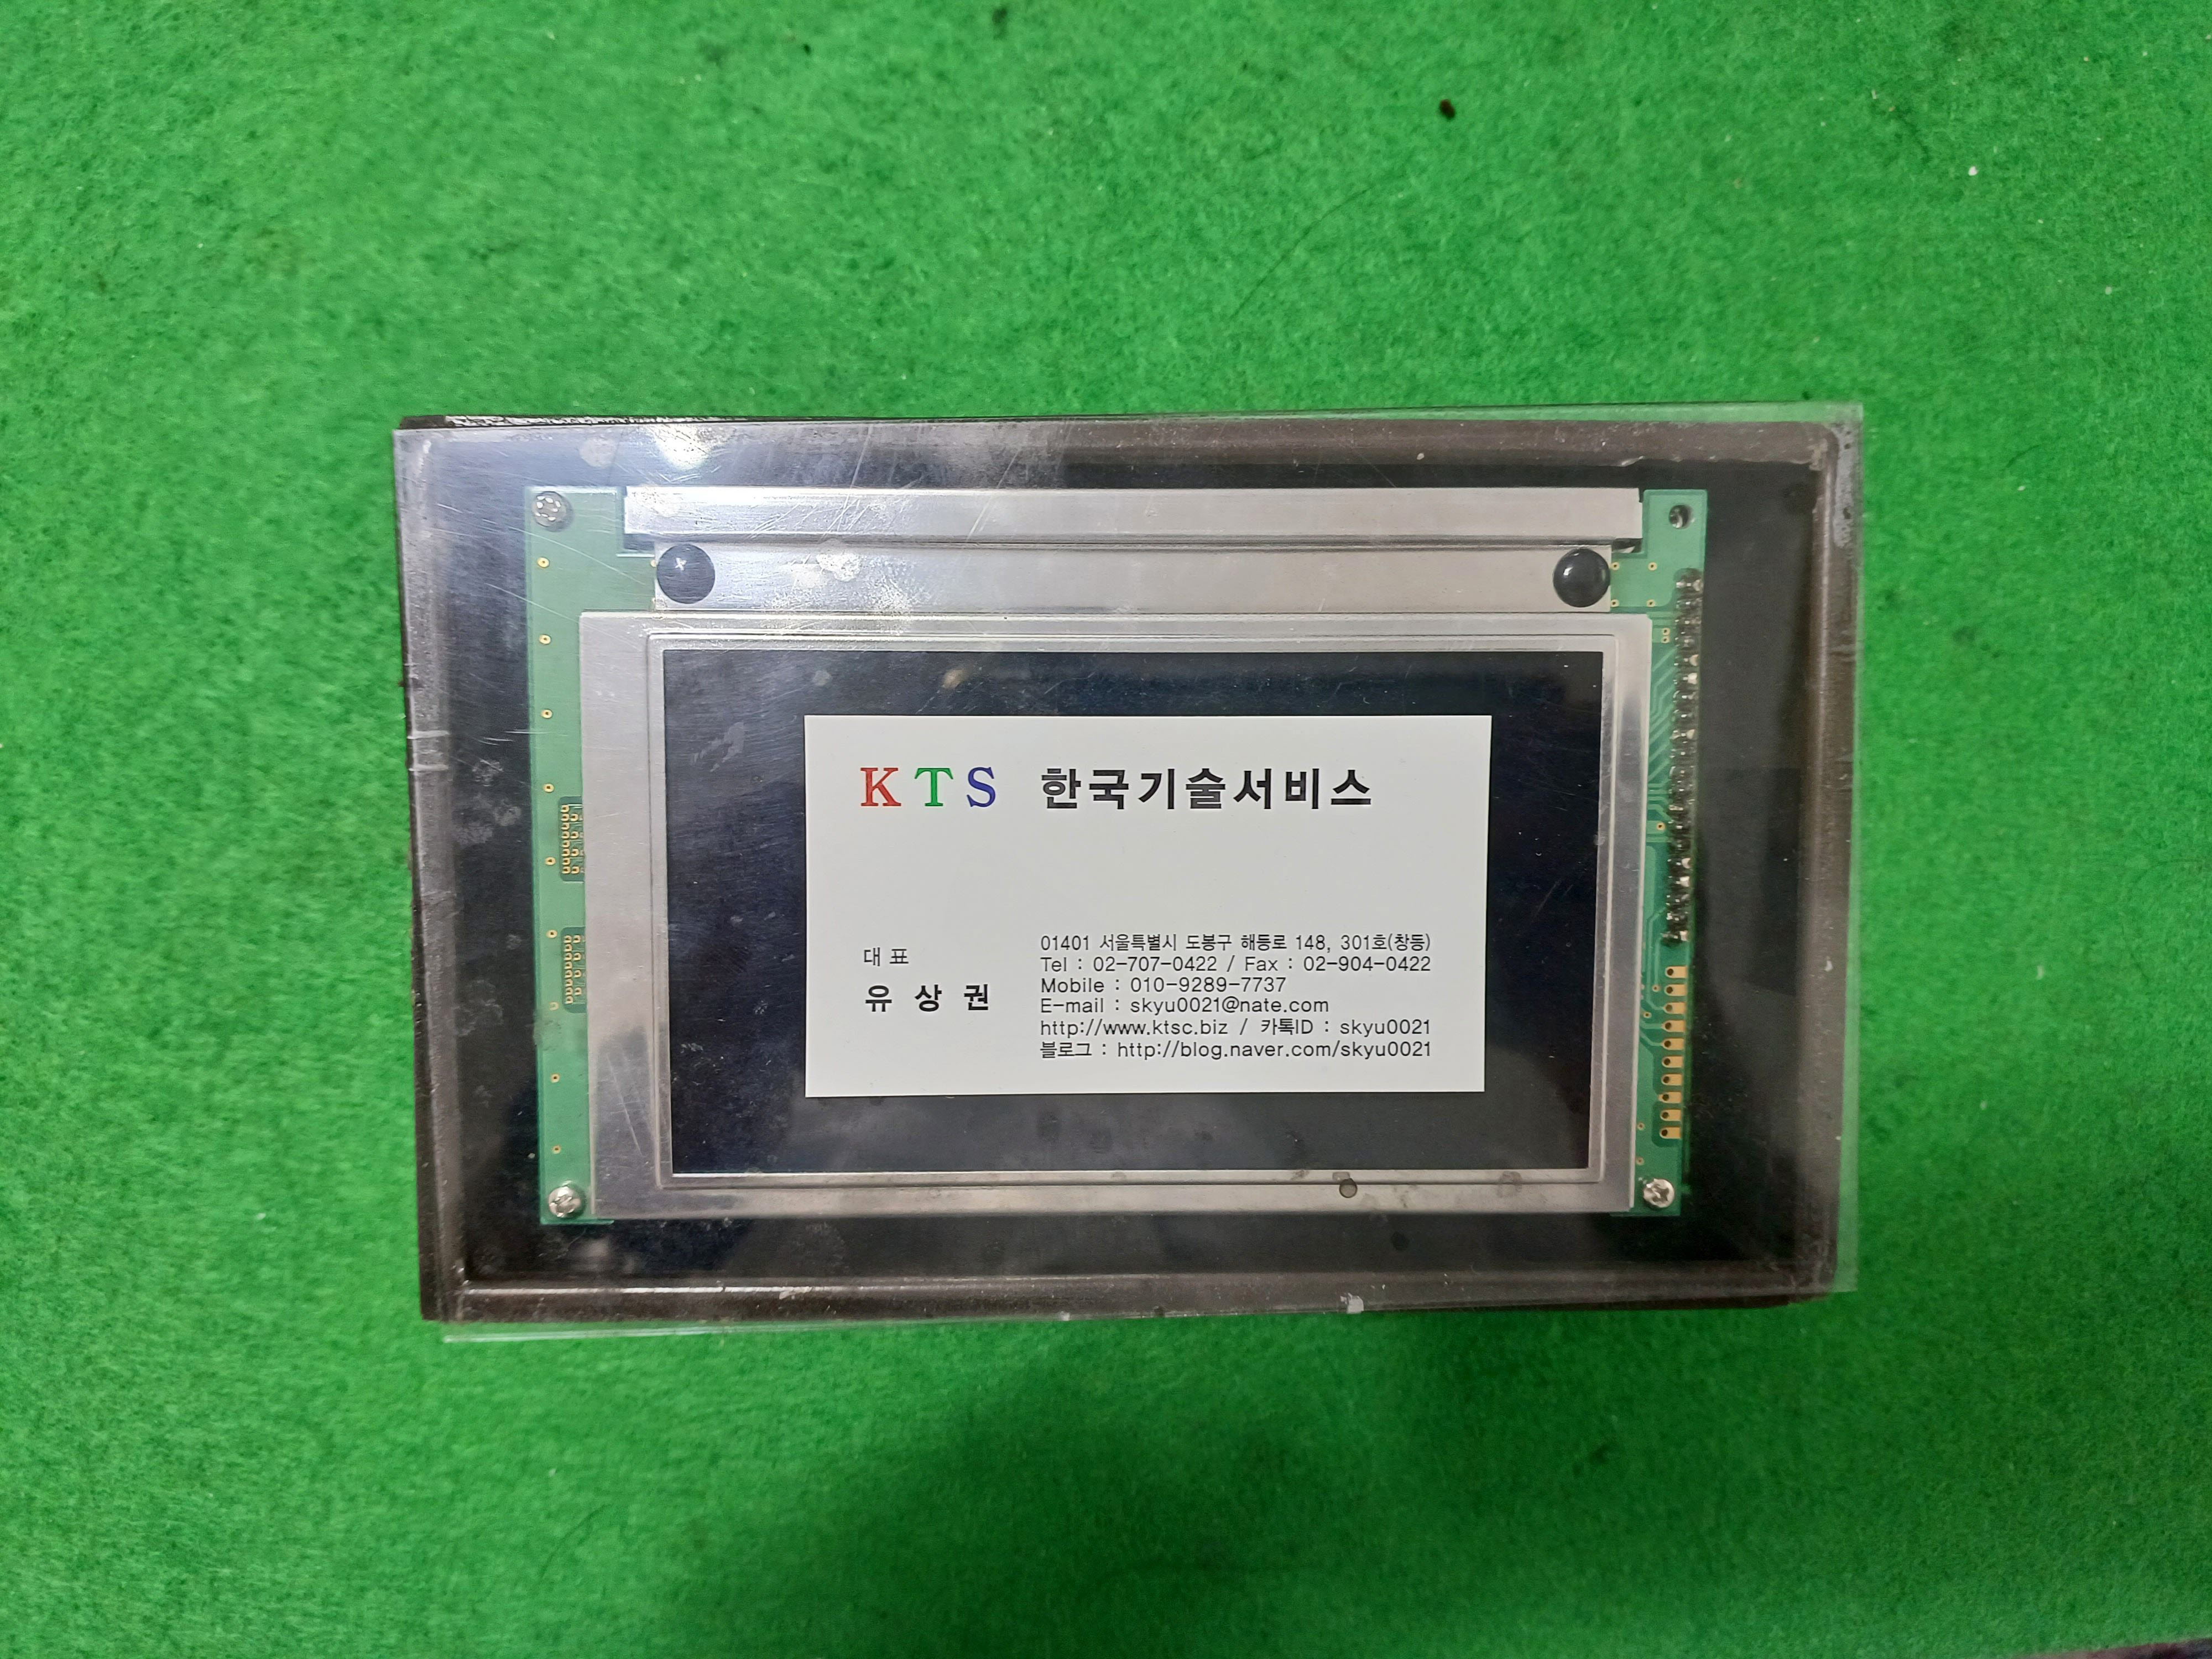 KTS 한국기술서비스
대표
유상권
01401 서울특별시 도봉구 해등로 148, 301호(창동)
Tel : 02-707-0422 / Fax : 02-904-0422
Mobile : 010-9289-7737
E-mail : skyu0021@nate.com
http://www.ktsc.biz / 카톡ID : skyu0021
블로그 : http://blog.naver.com/skyu0021